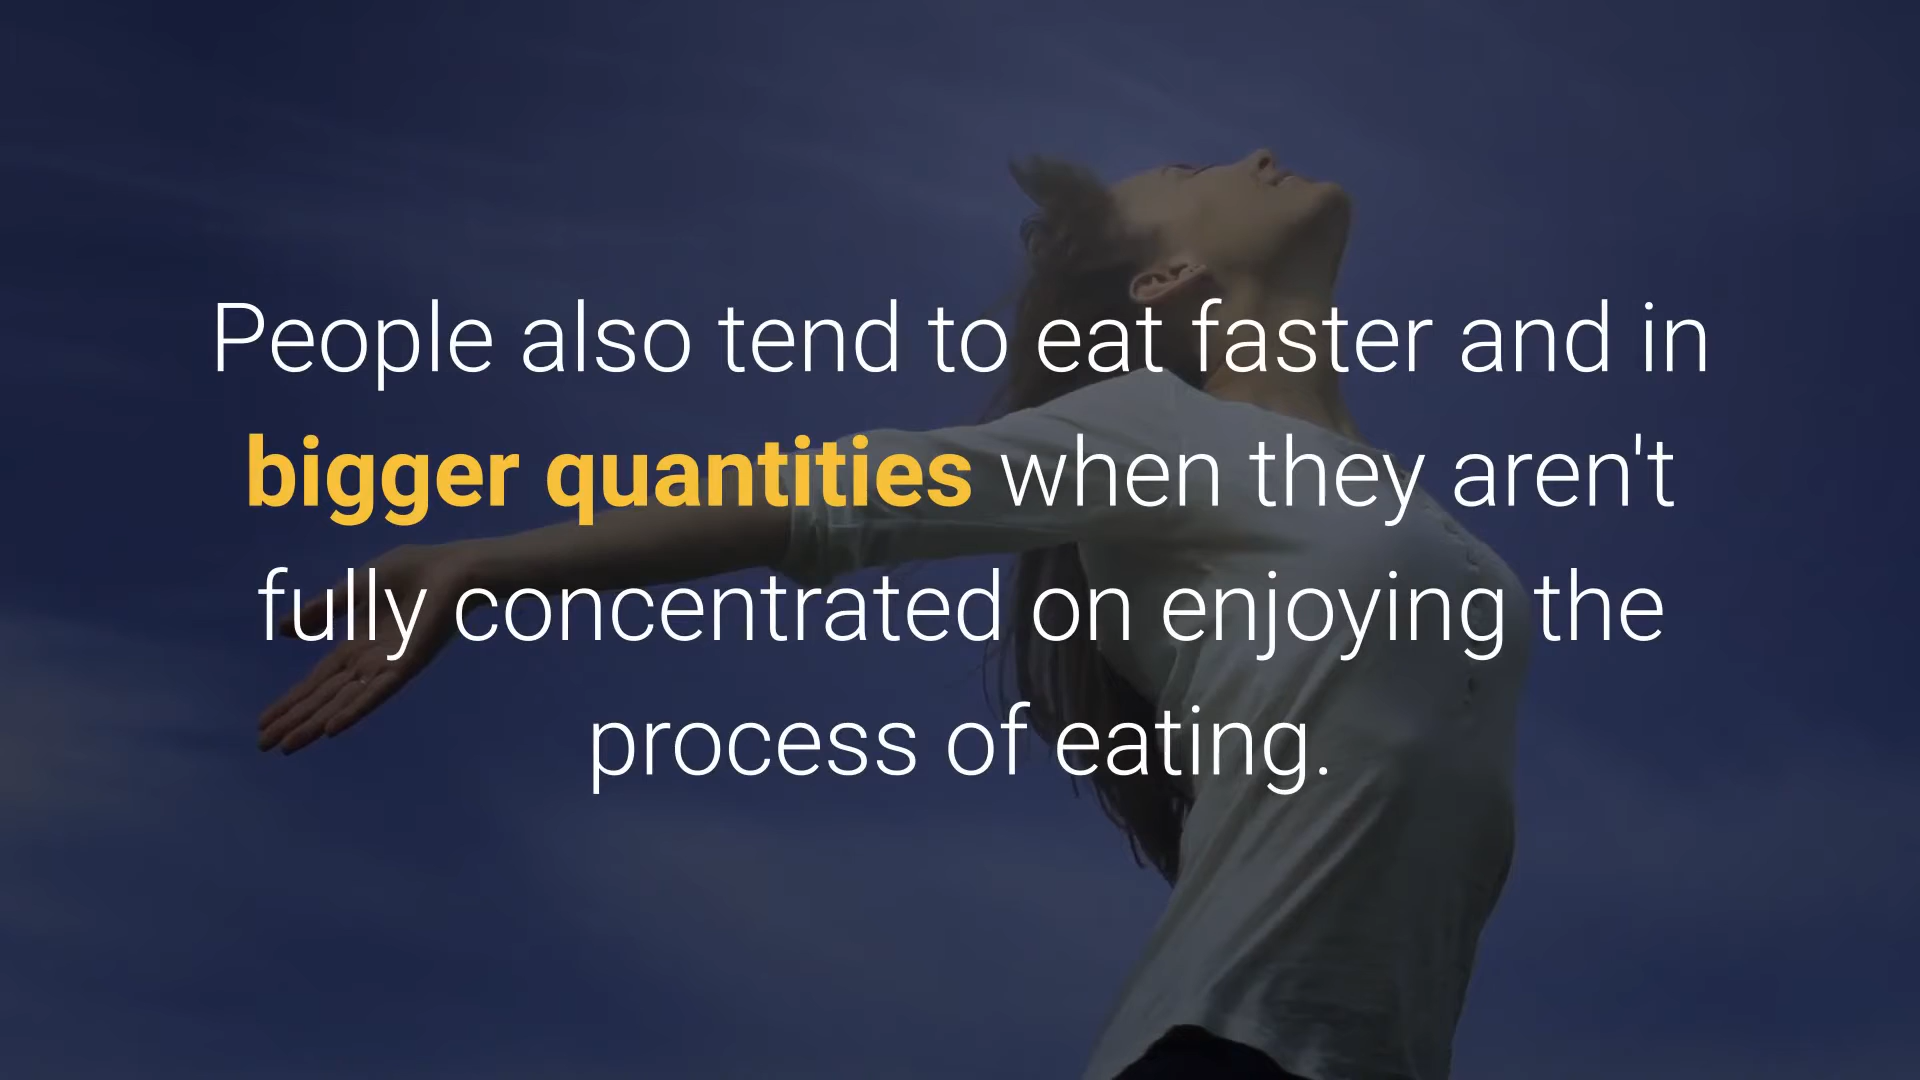 People also tend to eat faster and in
bigger quantities when they aren't
fully concentrated on enjoying the
process of eating.